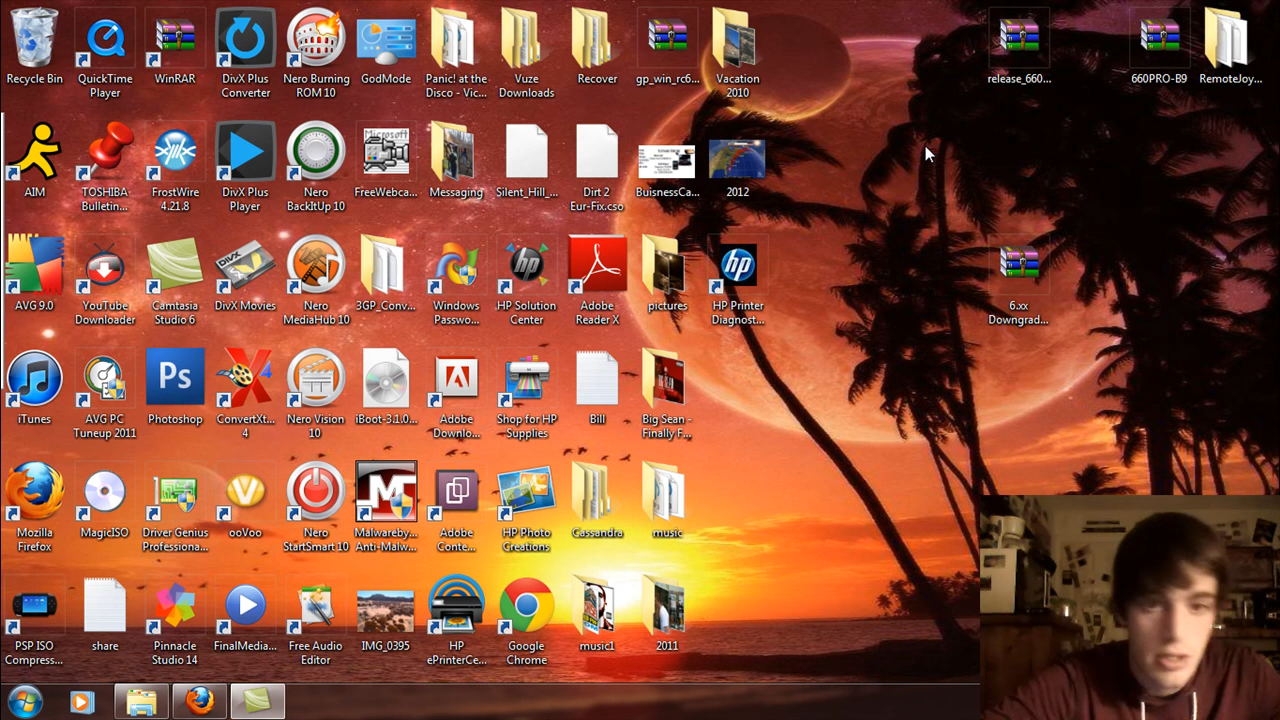 Recycle Bin
QuickTime
Player
WinRAR
DivX Plus
Converter
Nero Burning
ROM 10
GodMode
Panic! at the
Disco - Vic...
Vuze
Downloads
Recover
gp_win_rc6...
Vacation
2010
release_660...
660PRO-B9
RemoteJoy...
AIM
TOSHIBA
Bulletin...
FrostWire
4.21.8
DivX Plus
Player
Nero
BackItUp 10
Microsoft
FreeWebca...
Messaging
Silent_Hill_...
Dirt 2
Eur-Fix.cso
BuisnessCa...
2012
AVG 9.0
YouTube
Downloader
Camtasia
Studio 6
DivX Movies
Nero
MediaHub 10
3GP_Conv...
Windows
Passwo...
HP Solution
Center
Adobe
Reader X
pictures
hp
HP Printer
Diagnost...
6.xx
Downgrad...
iTunes
AVG PC
Tuneup 2011
Ps
Photoshop
ConvertXt...
4
Nero Vision
10
iBoot-3.1.0...
Adobe
Downlo...
Shop for HP
Supplies
Bill
Big Sean -
Finally F...
Mozilla
Firefox
MagicISO
Driver Genius
Professiona...
ooVoo
Nero
StartSmart 10
Malwareby...
Anti-Malw...
Adobe
Conte...
HP Photo
Creations
Cassandra
music
PSP ISO
Compress...
share
Pinnacle
Studio 14
FinalMedia...
Free Audio
Editor
IMG_0395
HP
ePrinterCe...
Google
Chrome
music1
2011